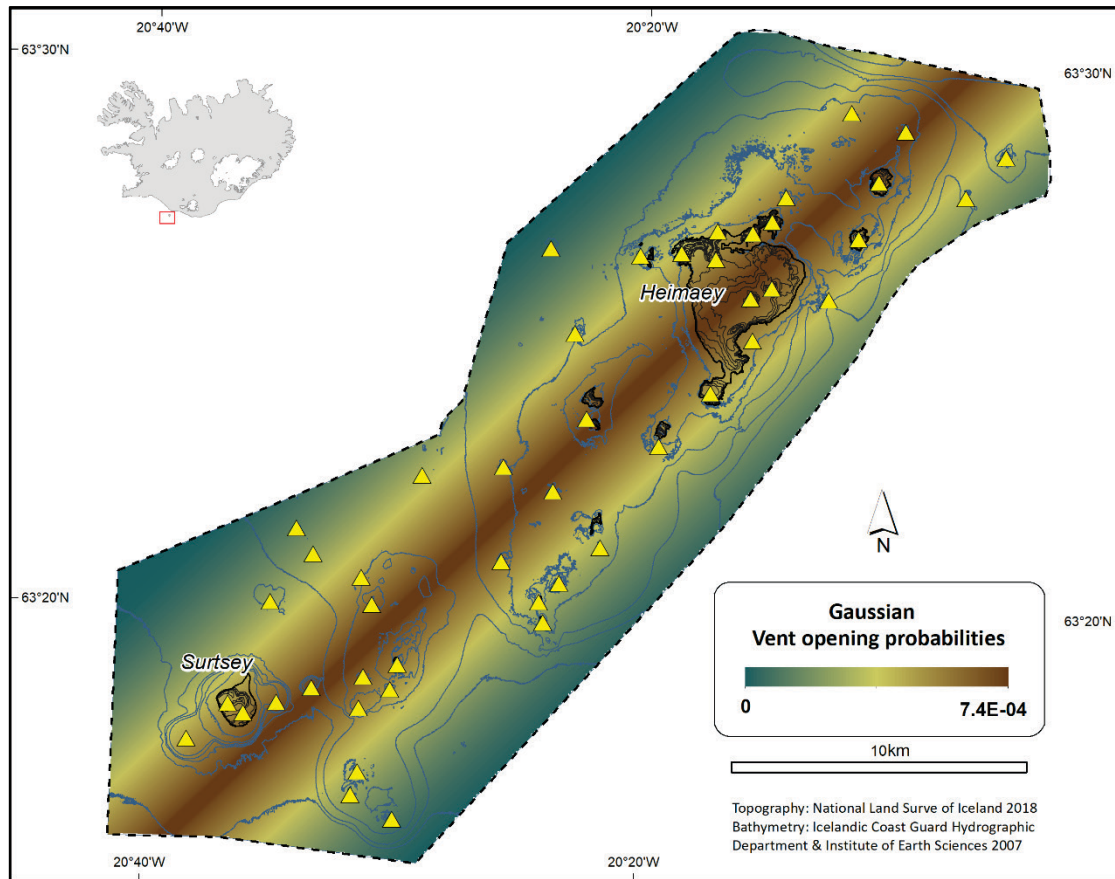 20°40'W
20°20'W
63°30'N
63°30'N
Heimaey
N
63°20'N
63°20'N
Gaussian
Vent opening probabilities
0
7.4E-04
Surtsey
10km
Topography: National Land Surve of Iceland 2018
Bathymetry: Icelandic Coast Guard Hydrographic
Department & Institute of Earth Sciences 2007
20°40'W
20°20'W